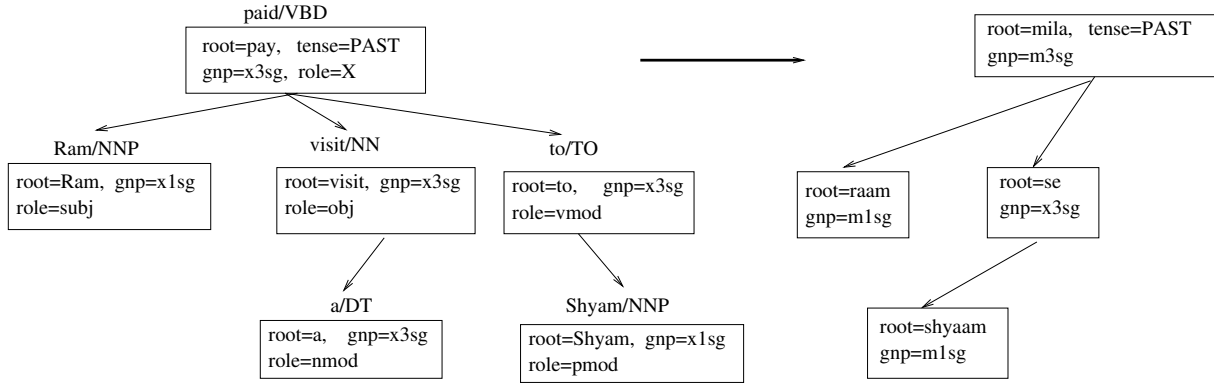 paid/VBD
root=pay, tense=PAST
gnp=x3sg, role=X
Ram/NNP
root=Ram, gnp=x1sg
role=subj
visit/NN
root=visit, gnp=x3sg
role=obj
to/TO
root=to, gnp=x3sg
role=vmod
a/DT
root=a, gnp=x3sg
role=nmod
Shyam/NNP
root=Shyam, gnp=x1sg
role=pmod
root=mila, tense=PAST
gnp=m3sg
root=raam
gnp=m1sg
root=se
gnp=x3sg
root=shyaam
gnp=m1sg